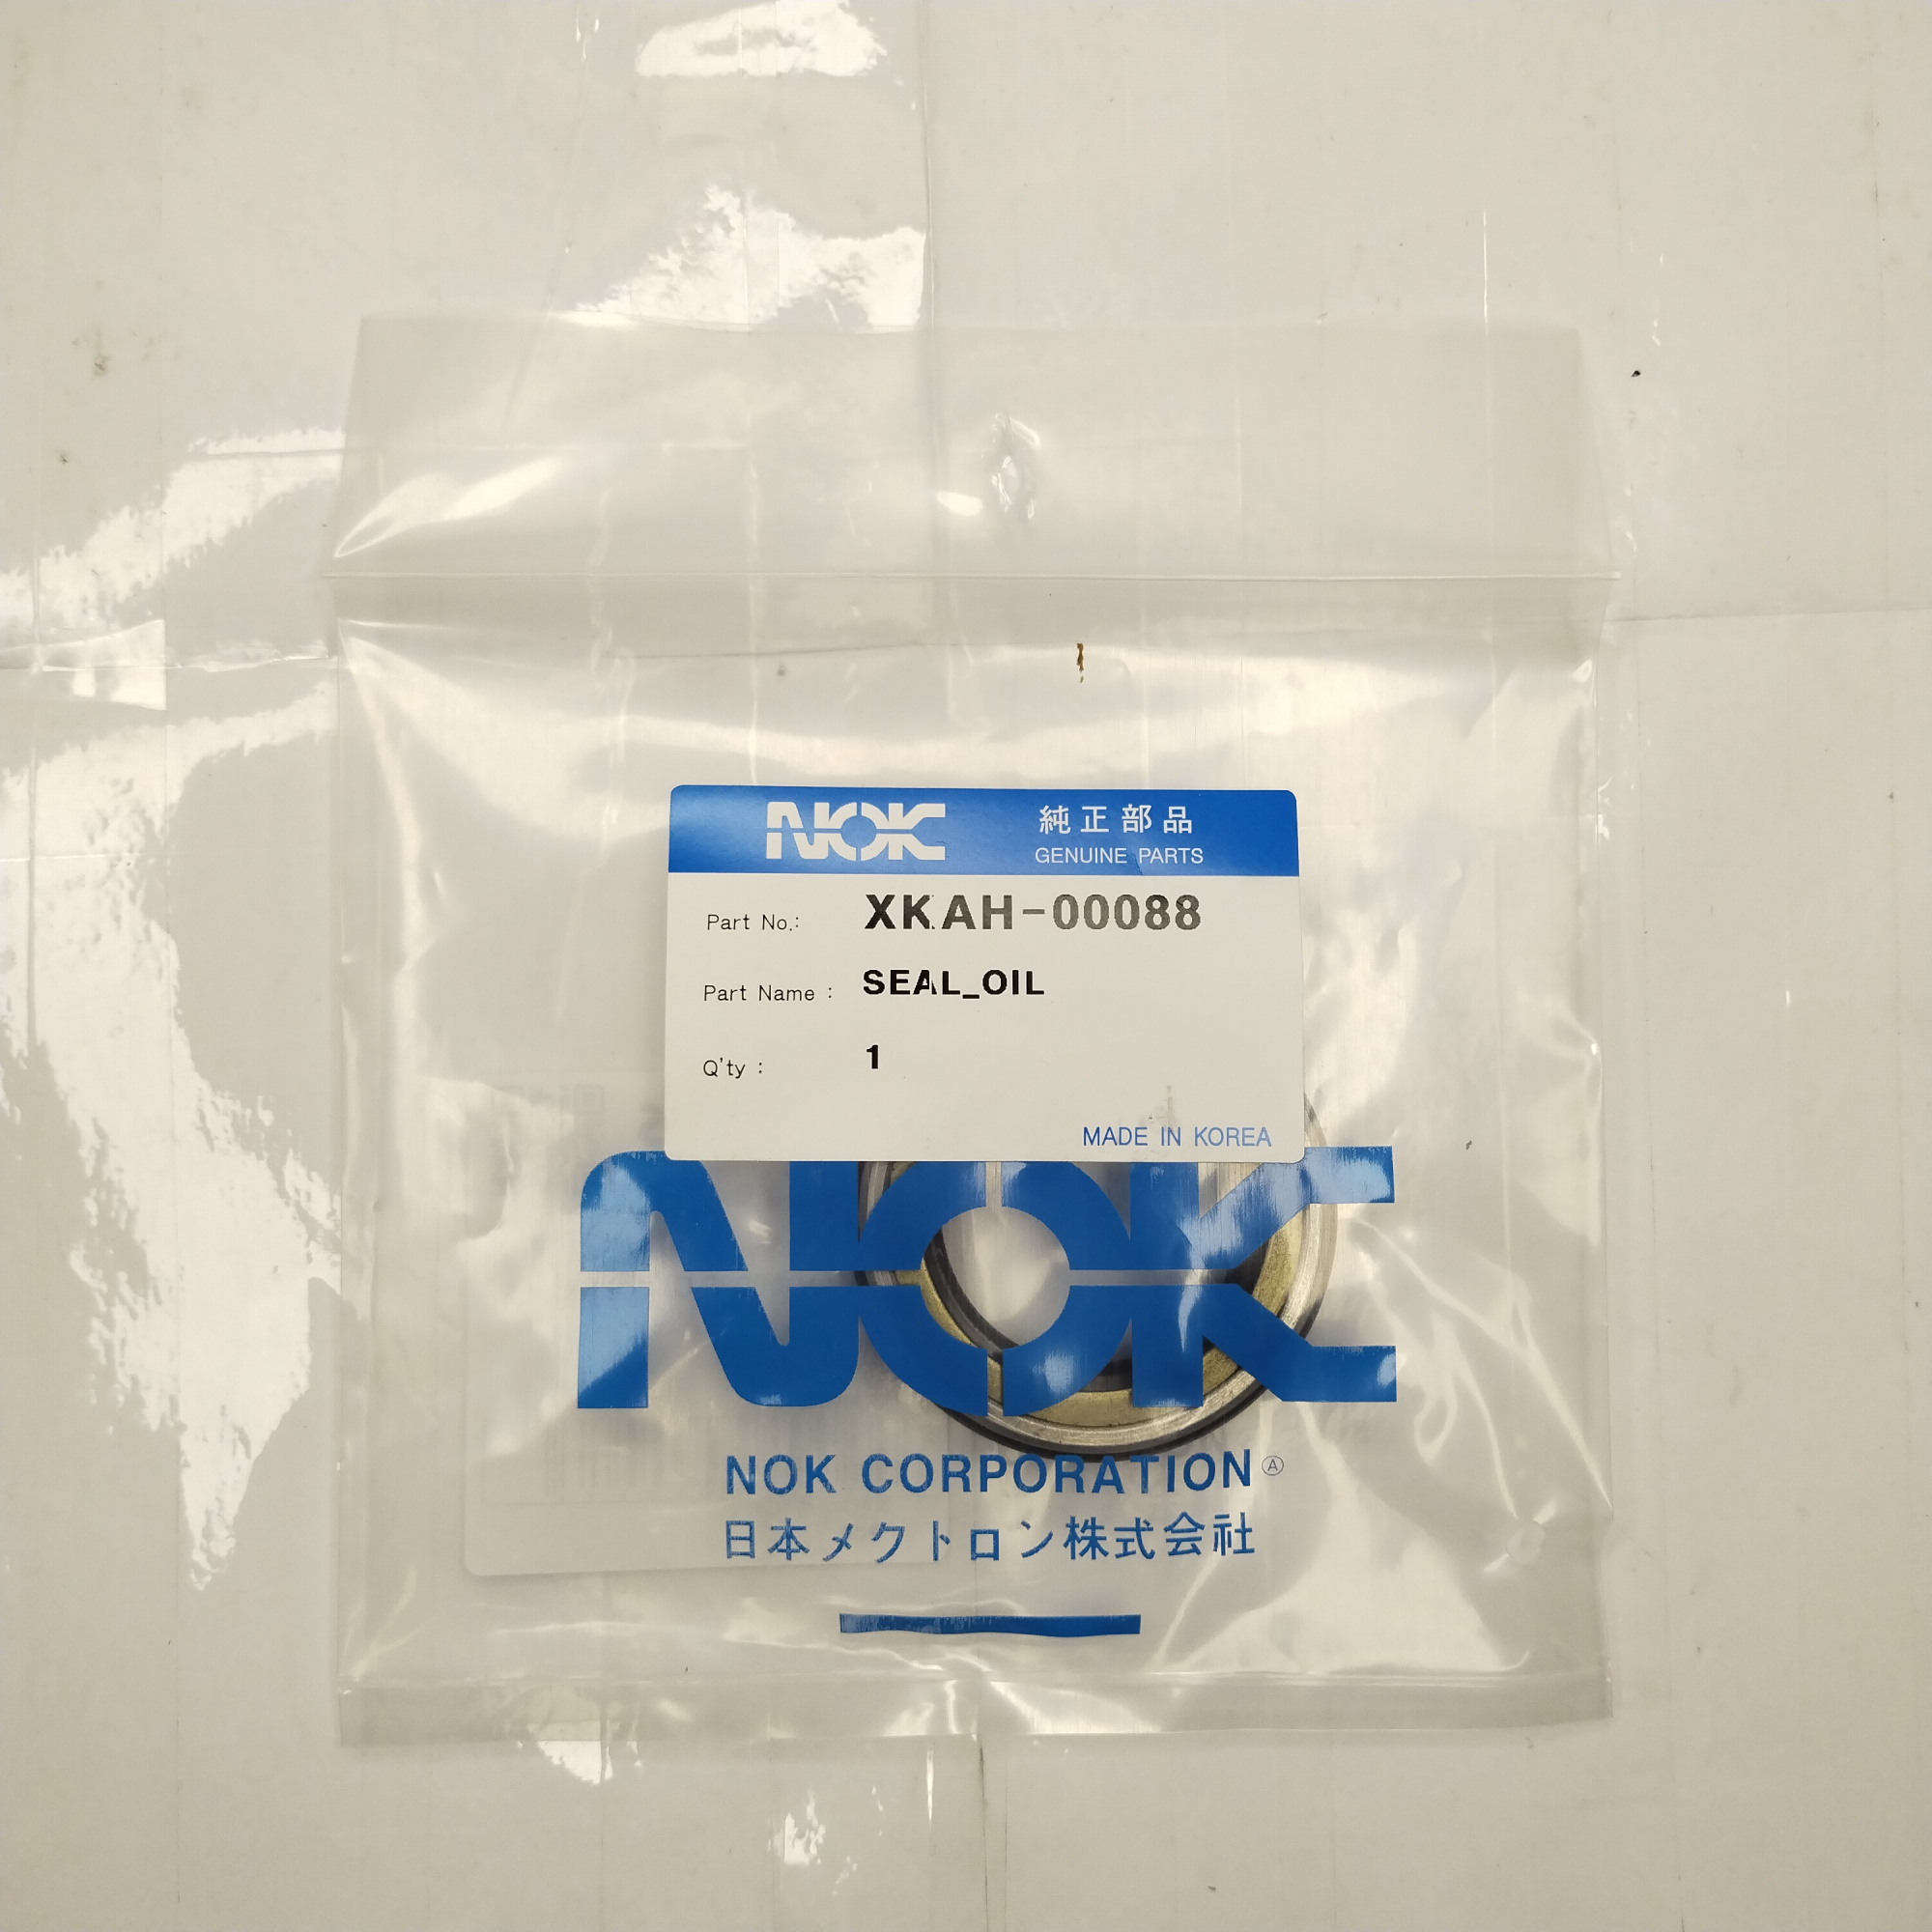 NOK 純正部品
GENUINE PARTS
Part No.: XKAH-00088
Part Name : SEAL_OIL
Q'ty : 1
MADE IN KOREA
NOK
NOK CORPORATION Ⓐ
日本メクトロン株式会社